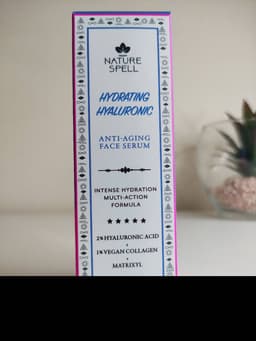 NATURE
SPELL
HYDRATING
HYALURONIC
ANTI-AGING
FACE SERUM
INTENSE HYDRATION
MULTI-ACTION
FORMULA
2% HYALURONIC ACID
+
1% VEGAN COLLAGEN
+
MATRIXYL